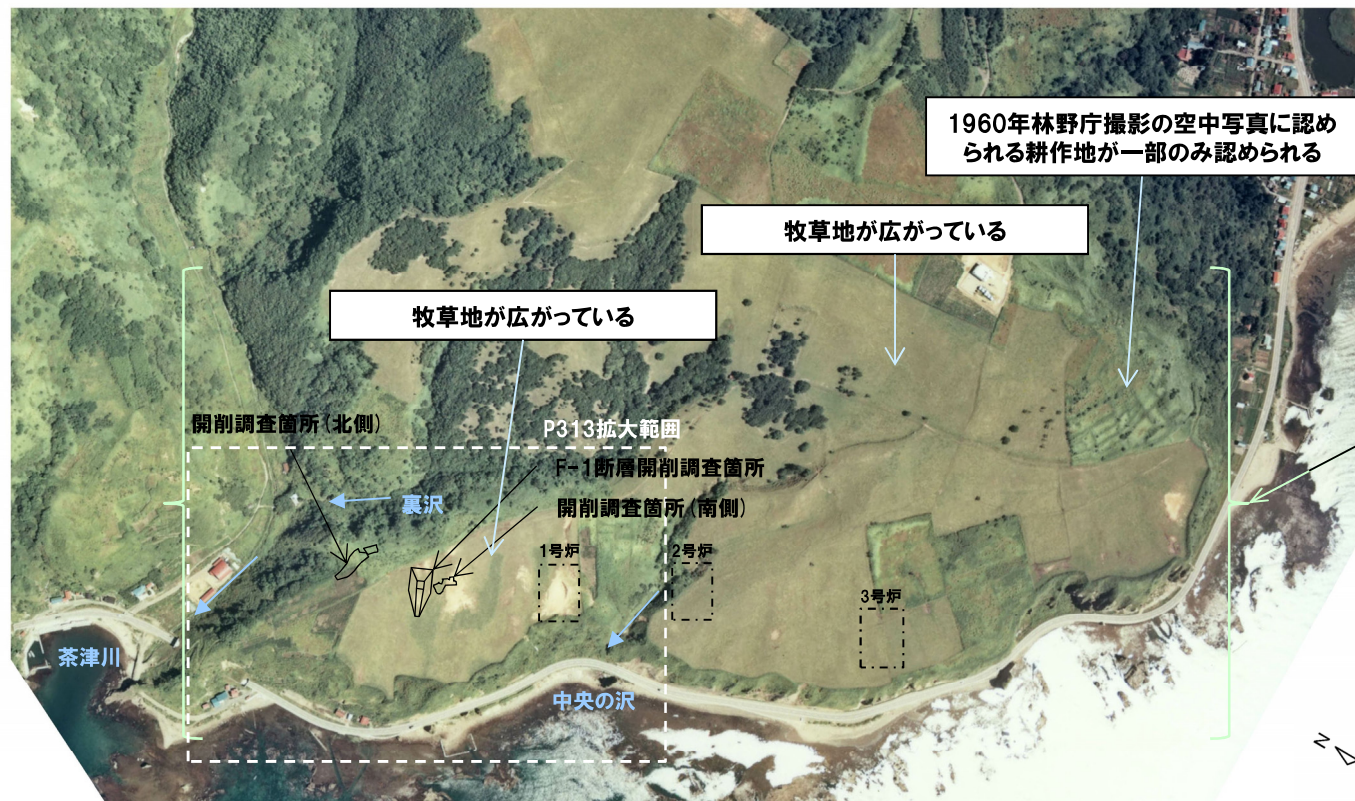 1960年林野庁撮影の空中写真に認め
られる耕作地が一部のみ認められる
牧草地が広がっている
牧草地が広がっている
開削調査箇所(北側)
P313拡大範囲
F-1断層開削調査箇所
裏沢
開削調査箇所(南側)
1号炉
2号炉
3号炉
茶津川
中央の沢
N